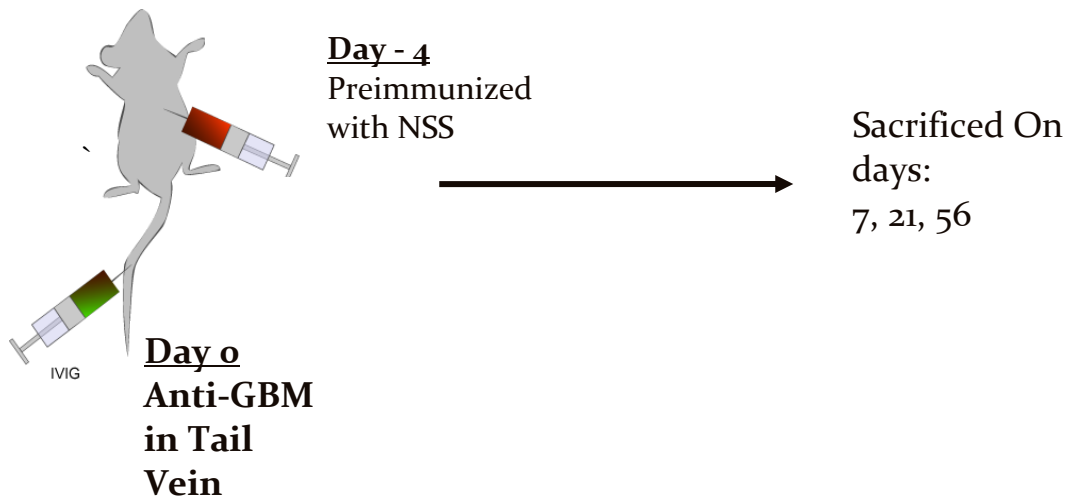 Day - 4
Preimmunized
with NSS
Sacrificed On
days:
7, 21, 56
`
IVIG
Day 0
Anti-GBM
in Tail
Vein